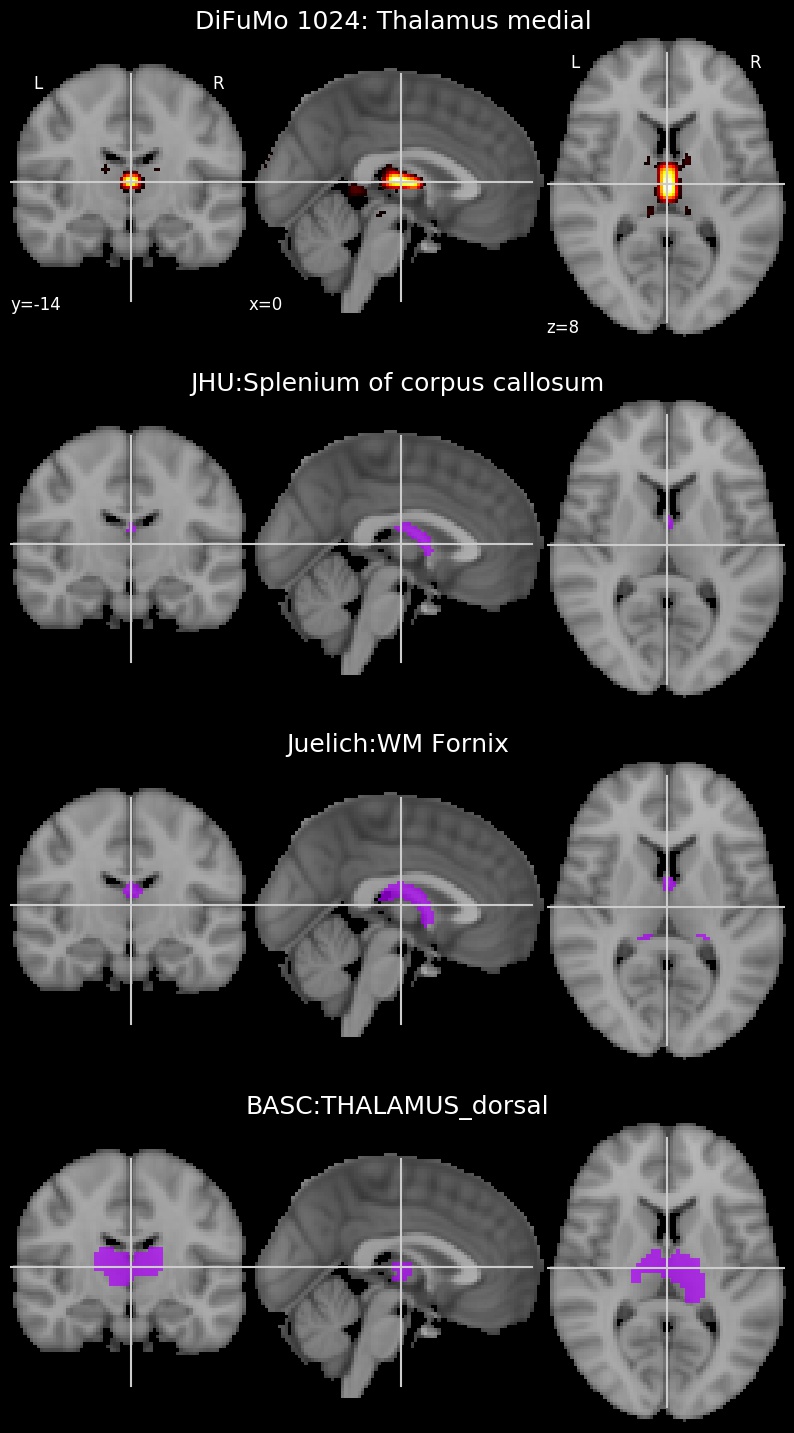 DiFuMo 1024: Thalamus medial
L R
L R
y=-14
x=0
z=8
JHU:Splenium of corpus callosum
Juelich:WM Fornix
BASC:THALAMUS_dorsal